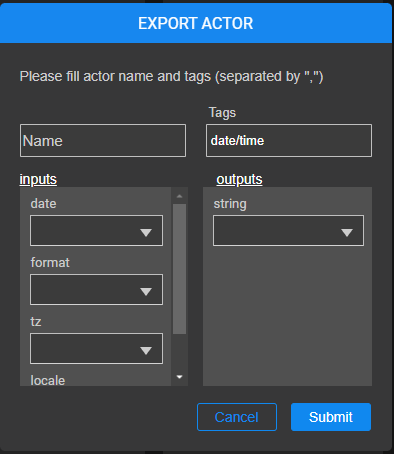 EXPORT ACTOR
Please fill actor name and tags (separated by ",")
Tags
Name
date/time
inputs
outputs
date
string
format
tz
locale
Cancel
Submit